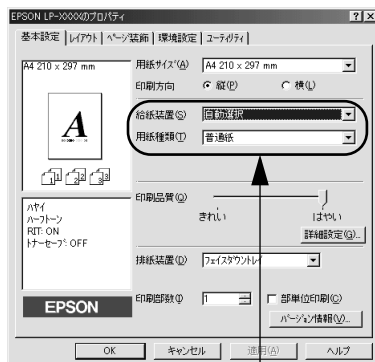 EPSON LP-XXXXのプロパティ
基本設定 レイアウト ページ装飾 環境設定 ユーティリティ
A4 210 x 297 mm
用紙サイズ(A) A4 210 x 297 mm
印刷方向 縦(P) 横(L)
給紙装置(S) 自動選択
用紙種類(T) 普通紙
A
1 1 2 2 3 3
印刷品質(Q)
きれい はやい
詳細設定(G)...
ハヤイ
ハーフトーン
RIT: ON
トナーセーブ: OFF
排紙装置(D) フェイスダウントレイ
印刷部数(I) 1 部単位印刷(C)
EPSON
バージョン情報(V)...
OK キャンセル 適用(A) ヘルプ